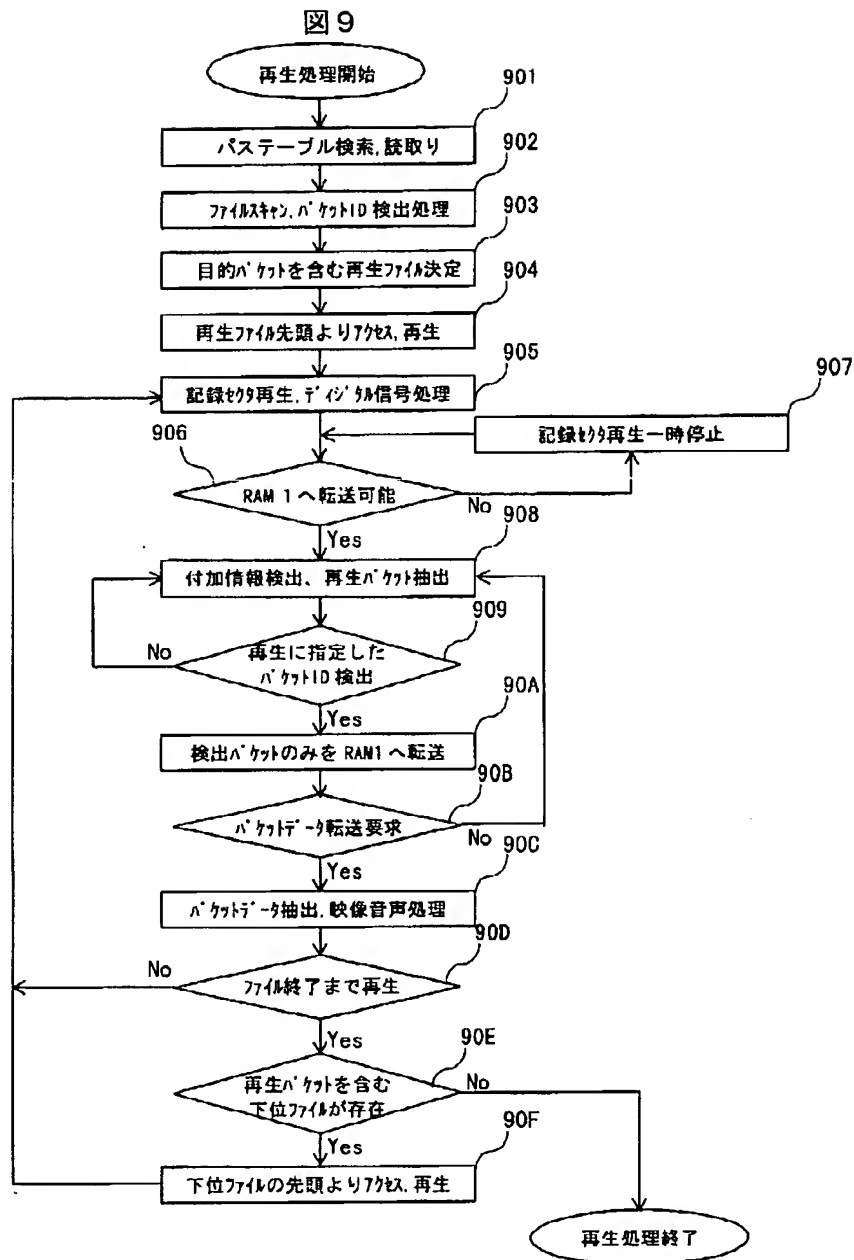 図9
再生処理開始
901
パステーブル検索,読取り
902
ファイルスキャン,パケットID検出処理
903
目的パケットを含む再生ファイル決定
904
再生ファイル先頭よりアクセス,再生
905
記録セクタ再生,ディジタル信号処理
907
記録セクタ再生一時停止
906
RAM 1へ転送可能
No
Yes
908
付加情報検出、再生パケット抽出
909
再生に指定した
パケットID検出
No
Yes
90A
検出パケットのみをRAM1へ転送
90B
パケットデータ転送要求
No
Yes
90C
パケットデータ抽出,映像音声処理
90D
ファイル終了まで再生
No
Yes
90E
再生パケットを含む
下位ファイルが存在
No
Yes
90F
下位ファイルの先頭よりアクセス,再生
再生処理終了